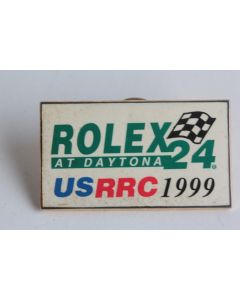 ROLEX 24
AT DAYTONA
USRRC 1999